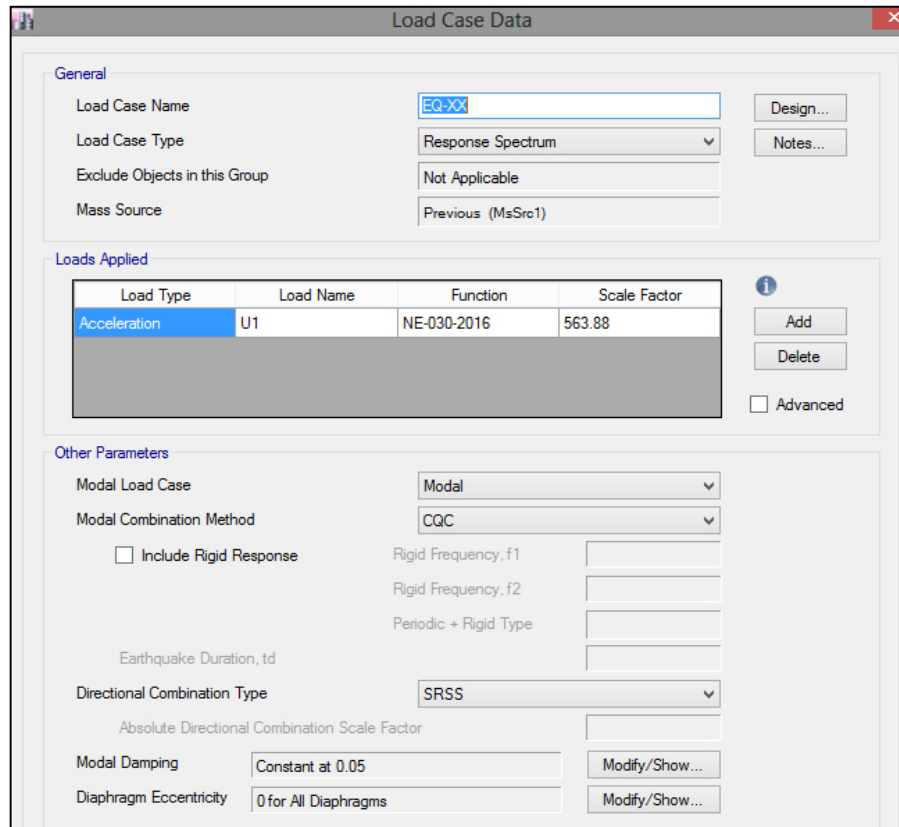 Load Case Data
General
Load Case Name EQ-XX Design...
Load Case Type Response Spectrum Notes...
Exclude Objects in this Group Not Applicable
Mass Source Previous (MsSrc1)
Loads Applied
Load Type Load Name Function Scale Factor
Acceleration U1 NE-030-2016 563.88 Add
Delete
Advanced
Other Parameters
Modal Load Case Modal
Modal Combination Method CQC
Include Rigid Response Rigid Frequency, f1
Rigid Frequency, f2
Periodic + Rigid Type
Earthquake Duration, td
Directional Combination Type SRSS
Absolute Directional Combination Scale Factor
Modal Damping Constant at 0.05 Modify/Show...
Diaphragm Eccentricity 0 for All Diaphragms Modify/Show...